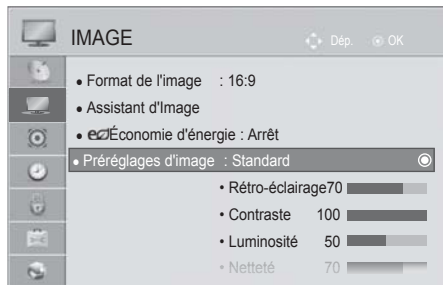 IMAGE Dép. OK
• Format de l'image : 16:9
• Assistant d'Image
• eco Économie d'énergie : Arrêt
• Préréglages d'image : Standard
• Rétro-éclairage70
• Contraste 100
• Luminosité 50
• Netteté 70